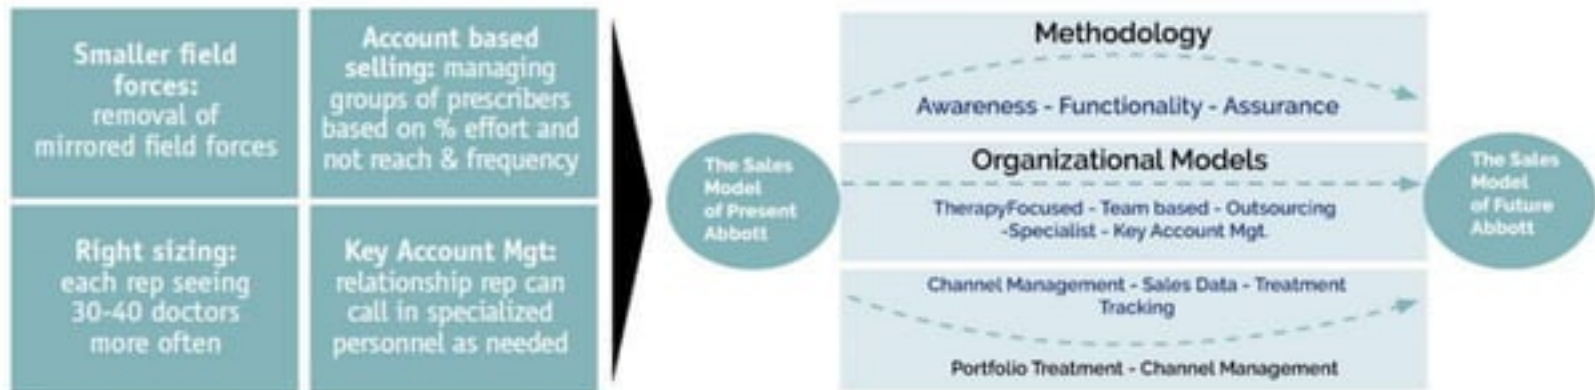 Smaller field
forces:
removal of
mirrored field forces
Account based
selling: managing
groups of prescribers
based on % effort and
not reach & frequency
Right sizing:
each rep seeing
30-40 doctors
more often
Key Account Mgt:
relationship rep can
call in specialized
personnel as needed
The Sales
Model
of Present
Abbott
Methodology
Awareness - Functionality - Assurance
Organizational Models
TherapyFocused - Team based - Outsourcing
-Specialist - Key Account Mgt.
Channel Management - Sales Data - Treatment
Tracking
Portfolio Treatment - Channel Management
The Sales
Model
of Future
Abbott